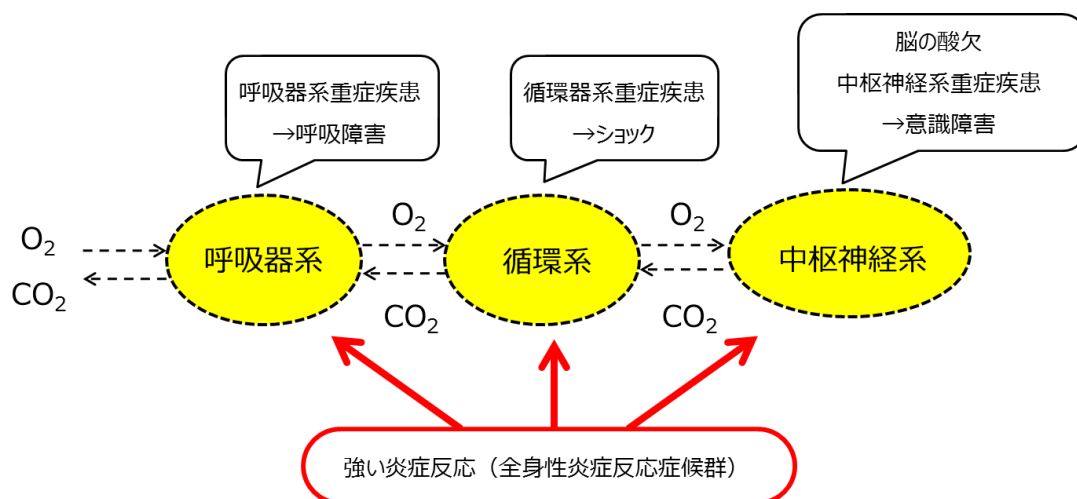 脳の酸欠
中枢神経系重症疾患
→意識障害
呼吸器系重症疾患
→呼吸障害
循環器系重症疾患
→ショック
O₂
CO₂
呼吸器系
O₂
CO₂
循環系
O₂
CO₂
中枢神経系
強い炎症反応（全身性炎症反応症候群）